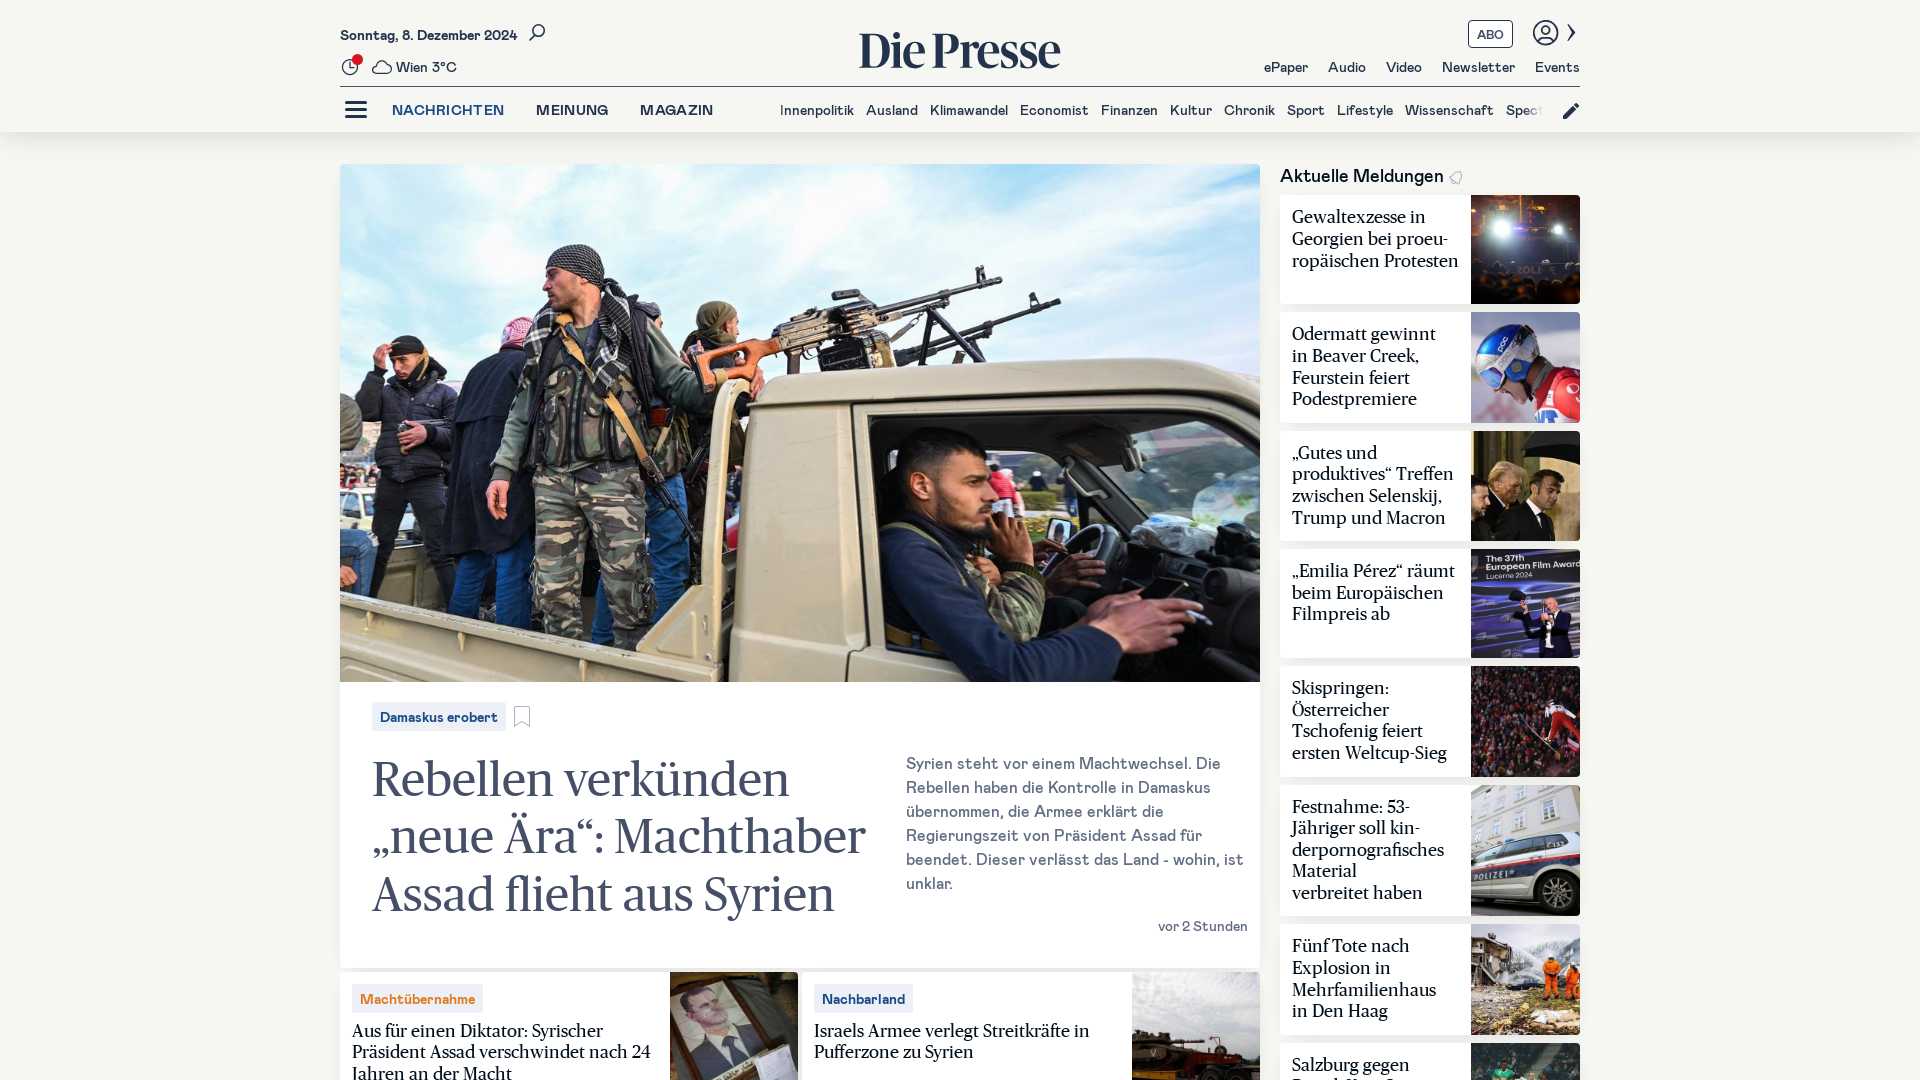 Sonntag, 8. Dezember 2024
Wien 3°C
Die Presse
ABO
ePaper Audio Video Newsletter Events
NACHRICHTEN MEINUNG MAGAZIN
Innenpolitik Ausland Klimawandel Economist Finanzen Kultur Chronik Sport Lifestyle Wissenschaft Spect
Damaskus erobert
Rebellen verkünden
„neue Ära“: Machthaber
Assad flieht aus Syrien
Syrien steht vor einem Machtwechsel. Die
Rebellen haben die Kontrolle in Damaskus
übernommen, die Armee erklärt die
Regierungszeit von Präsident Assad für
beendet. Dieser verlässt das Land - wohin, ist
unklar.
vor 2 Stunden
Machtübernahme
Aus für einen Diktator: Syrischer
Präsident Assad verschwindet nach 24
Jahren an der Macht
Nachbarland
Israels Armee verlegt Streitkräfte in
Pufferzone zu Syrien
Aktuelle Meldungen
Gewaltexzesse in
Georgien bei proeu-
ropäischen Protesten
Odermatt gewinnt
in Beaver Creek,
Feurstein feiert
Podestpremiere
poc
„Gutes und
produktives“ Treffen
zwischen Selenskij,
Trump und Macron
„Emilia Pérez“ räumt
beim Europäischen
Filmpreis ab
The 37th
European Film Award
Lucerne 2024
Skispringen:
Österreicher
Tschofenig feiert
ersten Weltcup-Sieg
Festnahme: 53-
Jähriger soll kin-
derpornografisches
Material
verbreitet haben
POLIZEI
Fünf Tote nach
Explosion in
Mehrfamilienhaus
in Den Haag
Salzburg gegen